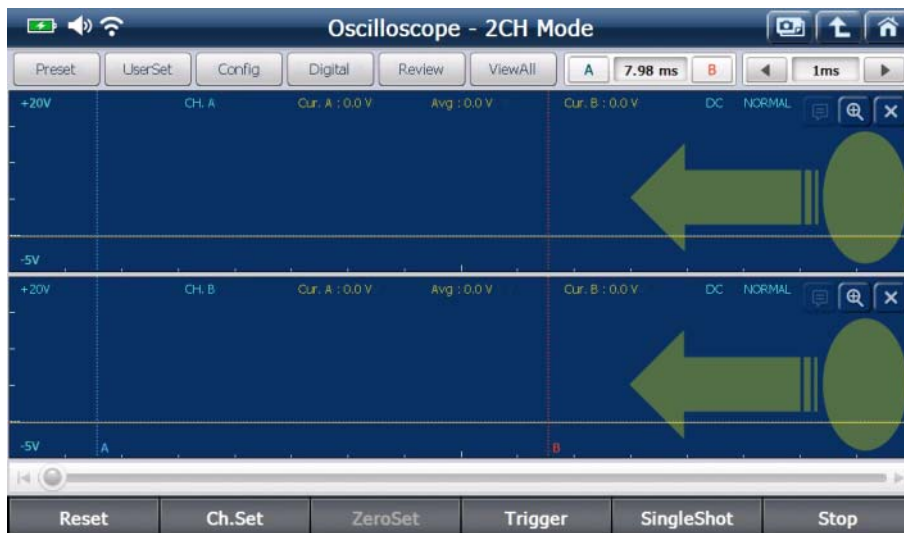 Oscilloscope - 2CH Mode
Preset UserSet Config Digital Review ViewAll A 7.98 ms B 1ms
+20V CH. A Cur. A : 0.0 V Avg : 0.0 V Cur. B : 0.0 V DC NORMAL
-5V
+20V CH. B Cur. A : 0.0 V Avg : 0.0 V Cur. B : 0.0 V DC NORMAL
-5V A B
Reset Ch.Set ZeroSet Trigger SingleShot Stop